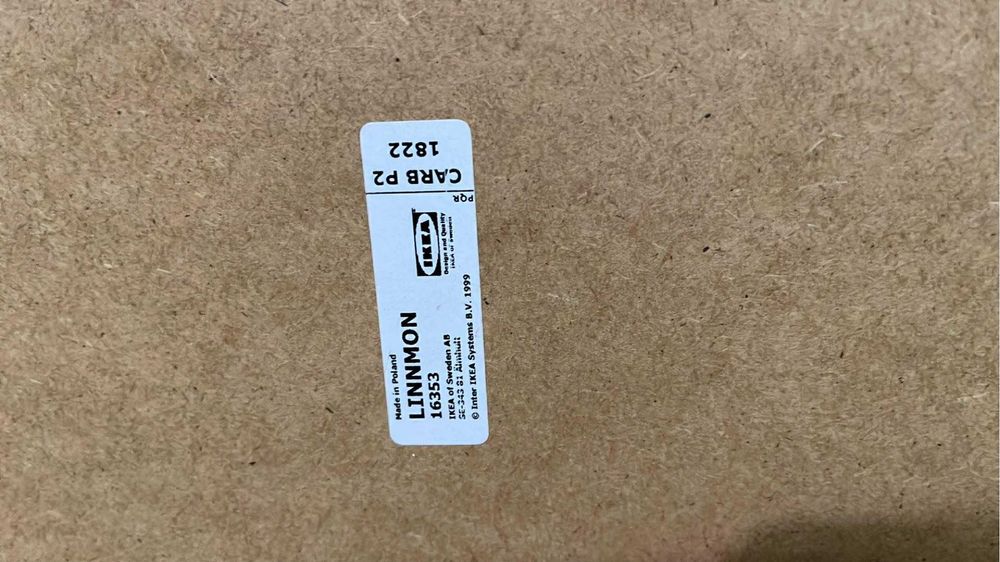 CARB P2
1822
PQR
IKEA
Design and Quality
IKEA of Sweden
Made in Poland
LINNMON
16353
IKEA of Sweden AB
SE-343 81 Älmhult
© Inter IKEA Systems B.V. 1999